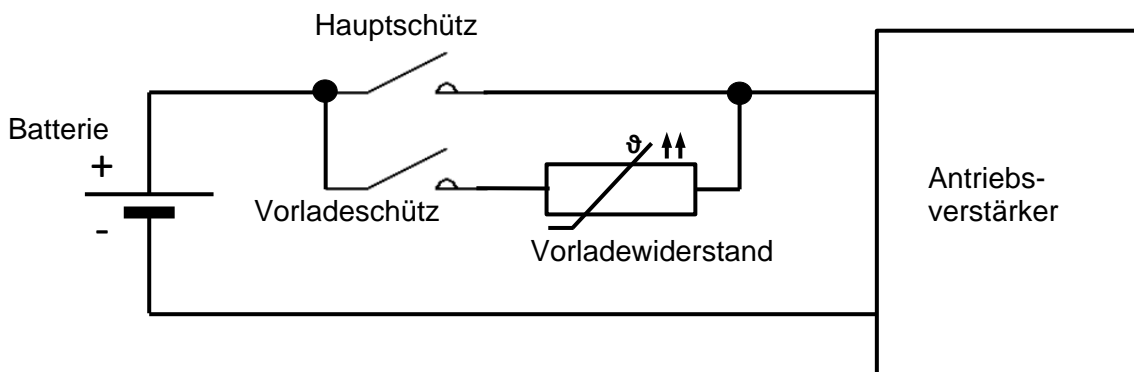 Hauptschütz
Batterie
+
-
ϑ
Vorladeschütz
Vorladewiderstand
Antriebs-
verstärker